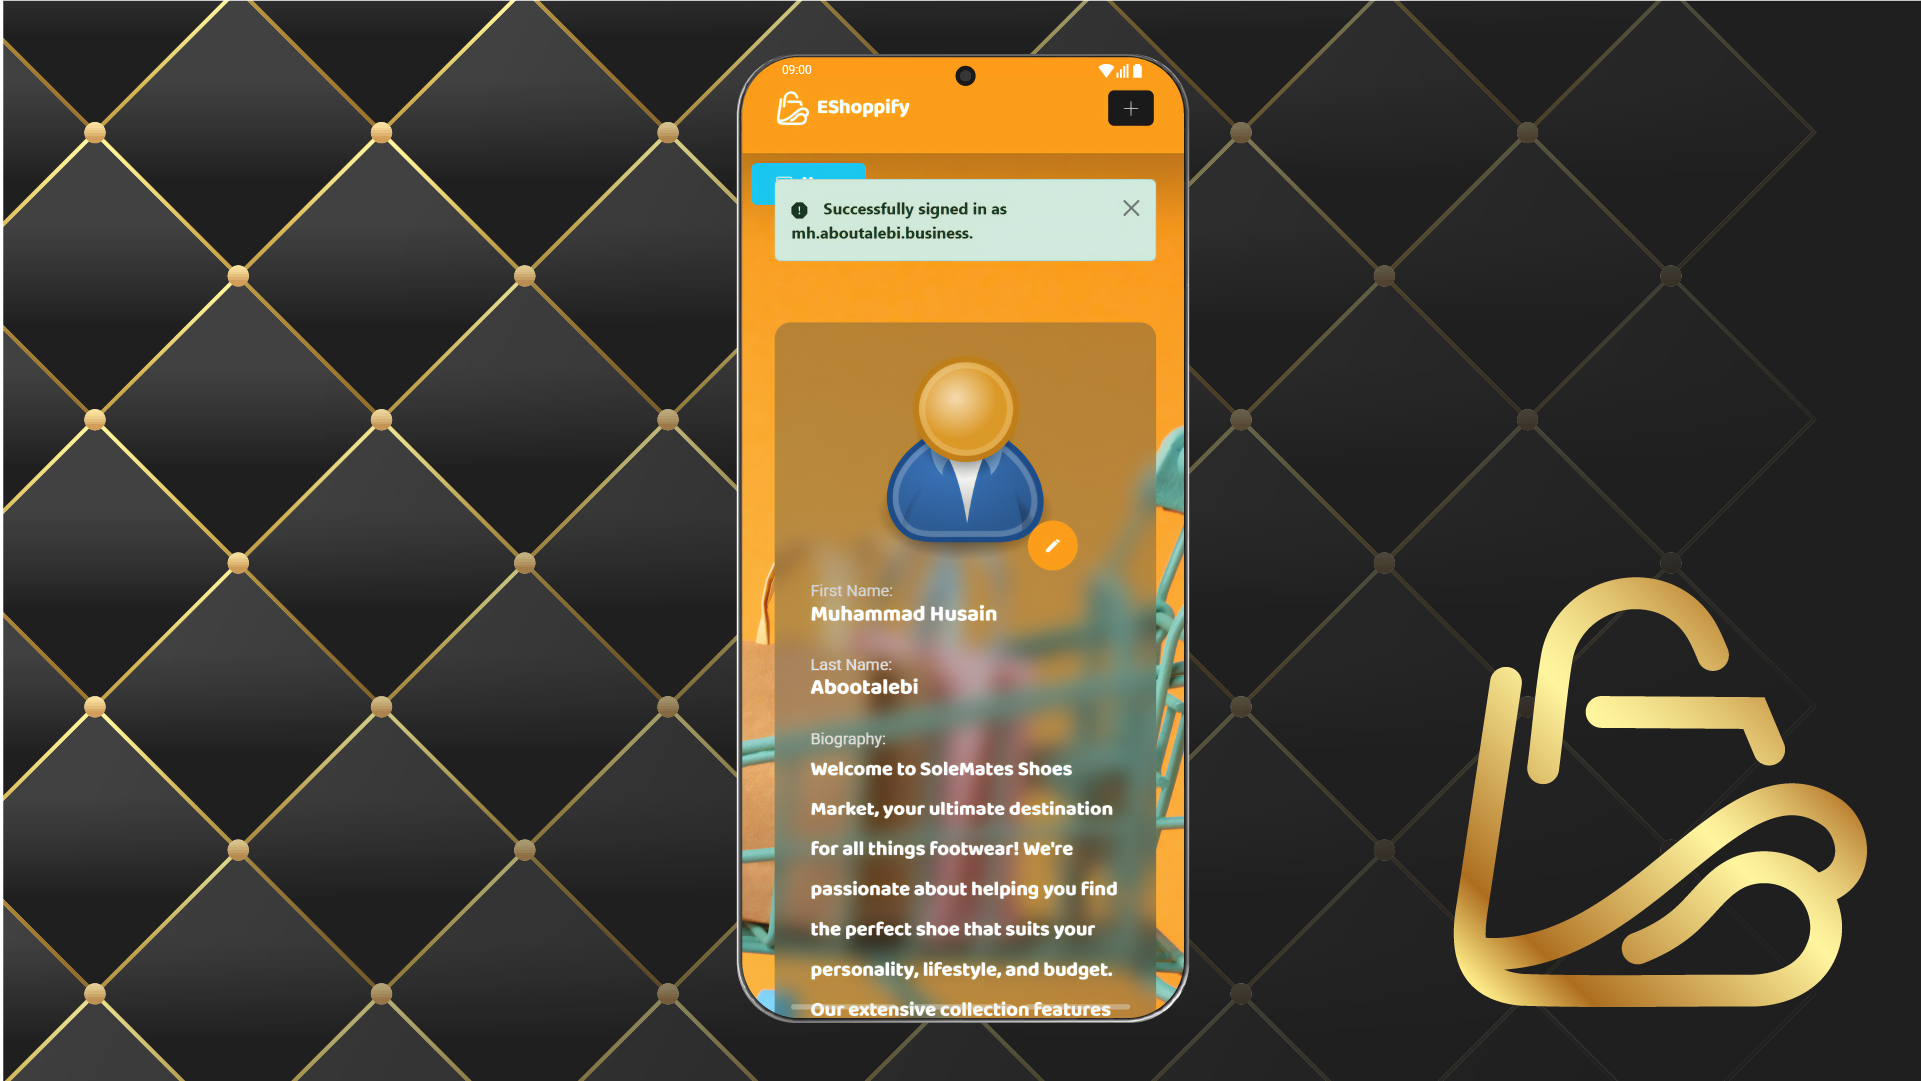 09:00
EShoppify
Successfully signed in as
mh.aboutalebi.business.
First Name:
Muhammad Husain
Last Name:
Abootalebi
Biography:
Welcome to SoleMates Shoes
Market, your ultimate destination
for all things footwear! We're
passionate about helping you find
the perfect shoe that suits your
personality, lifestyle, and budget.
Our extensive collection features